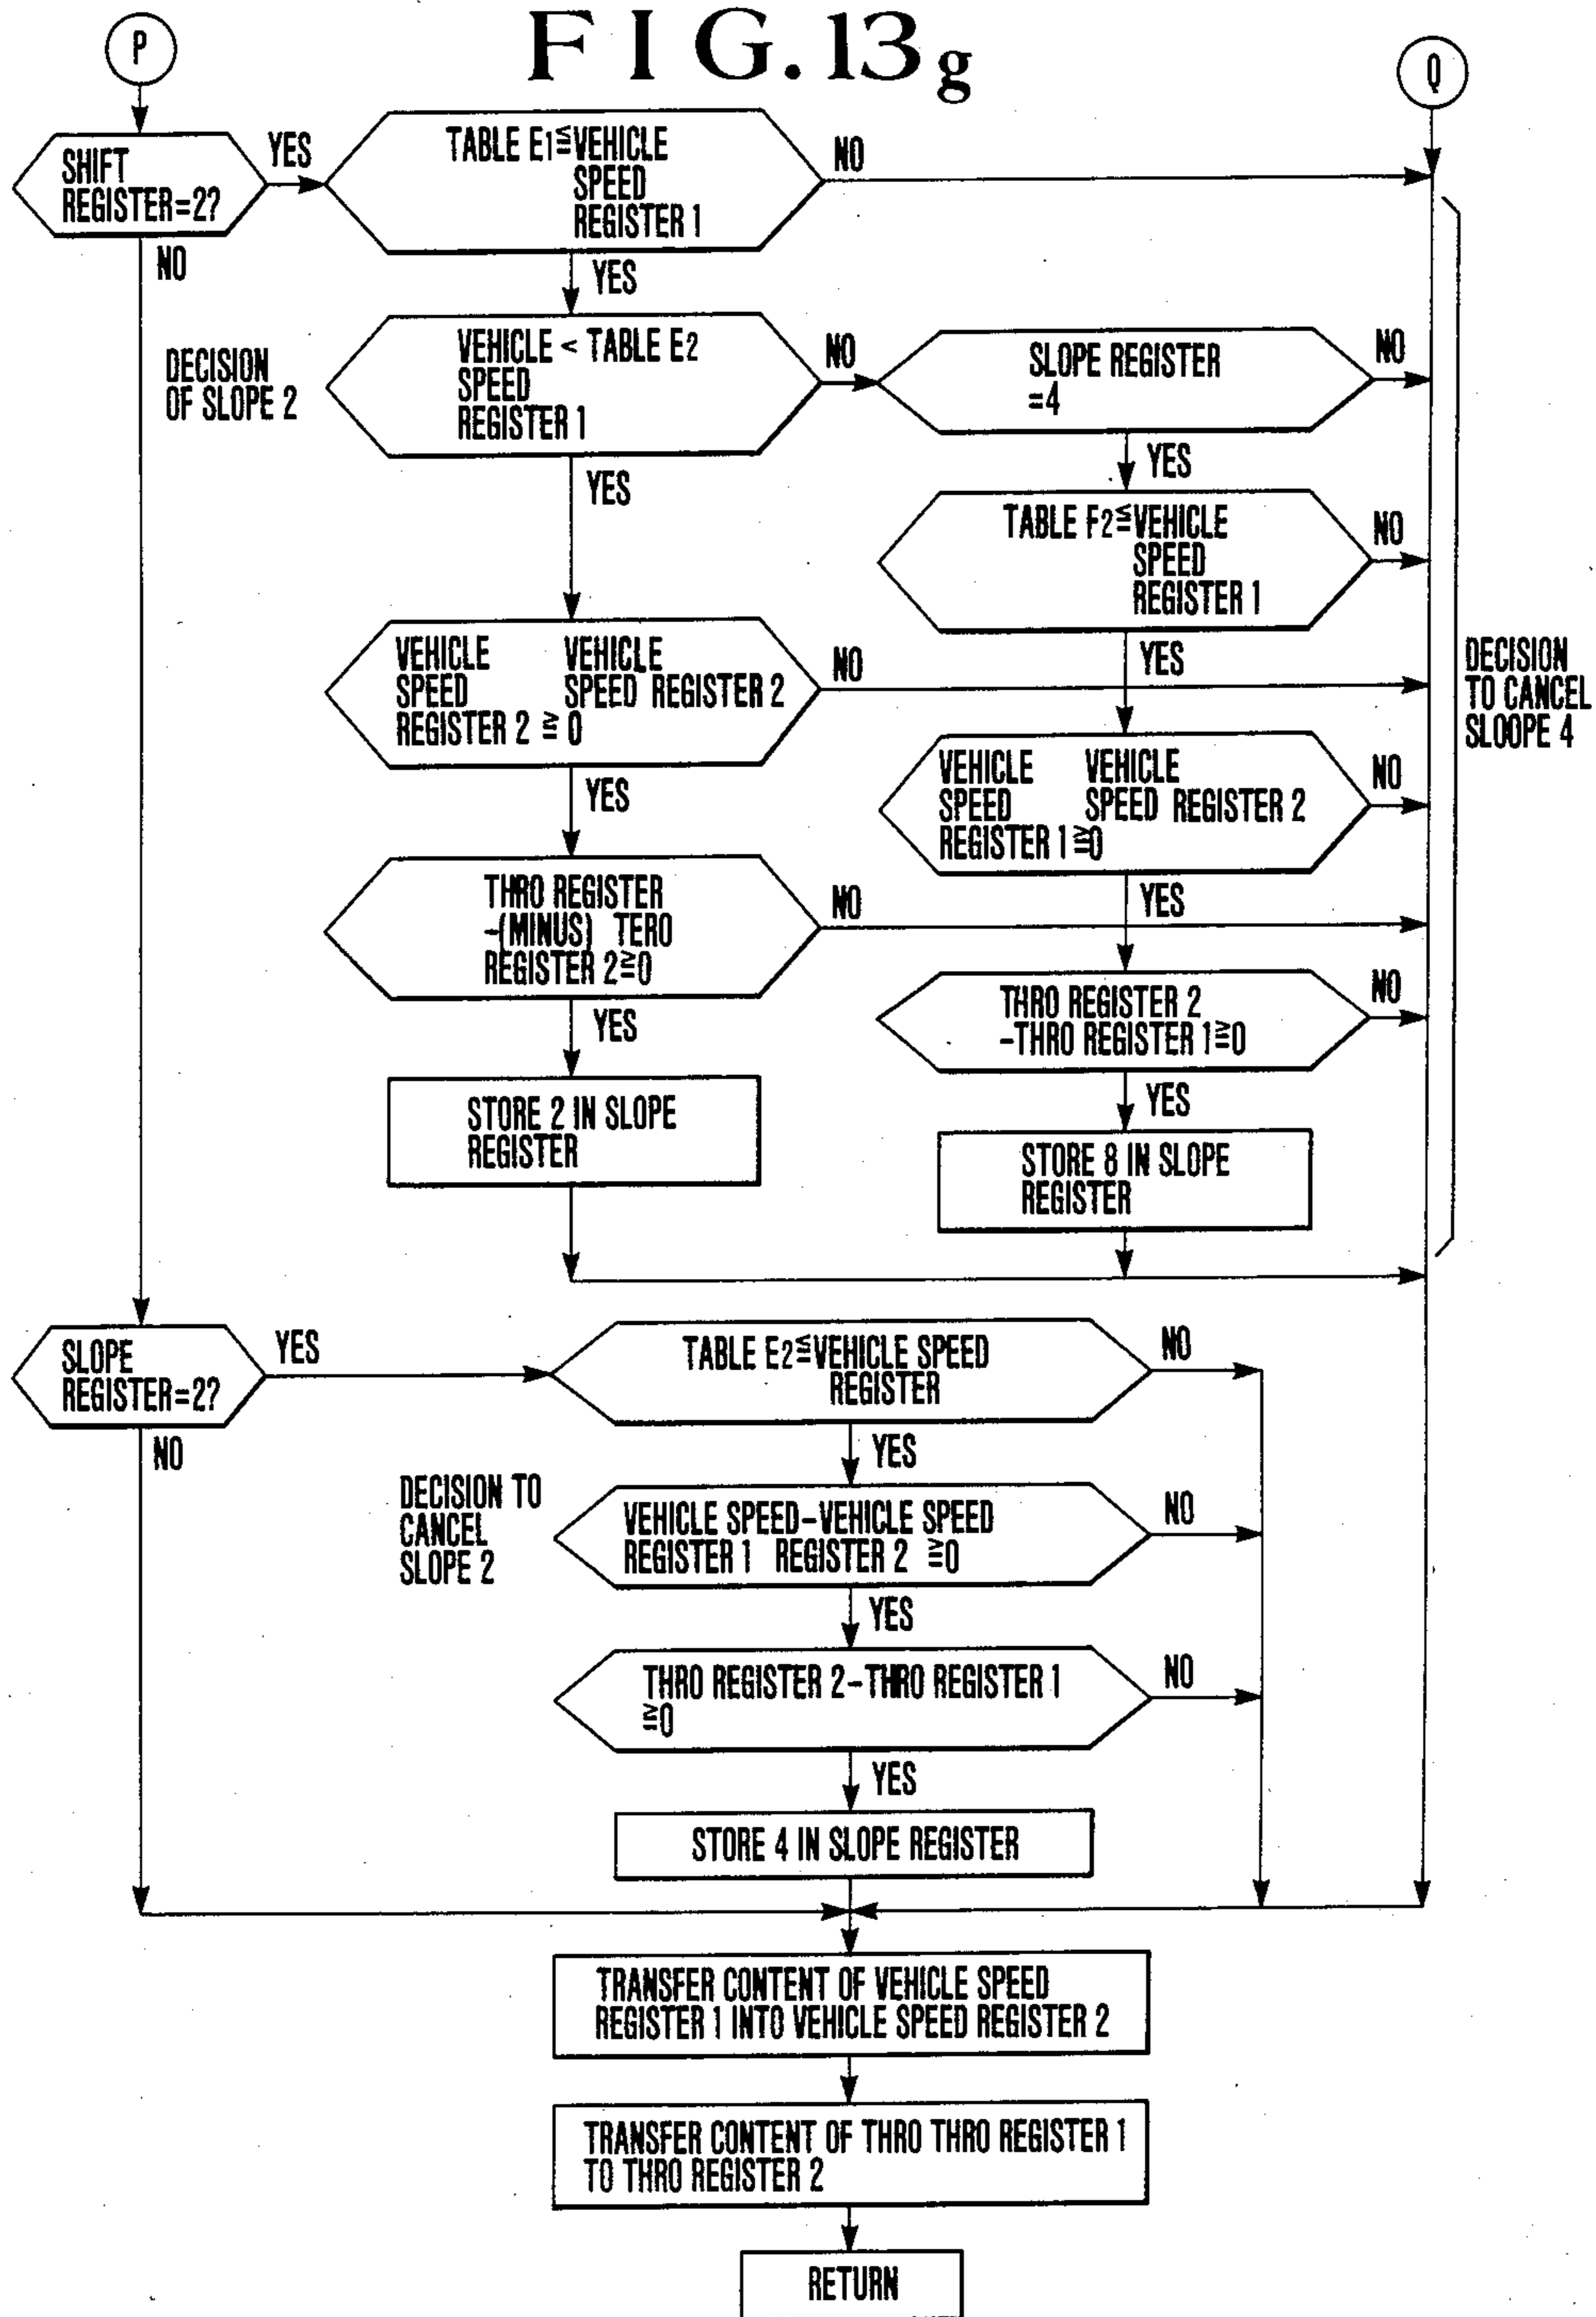 FIG.13g
P
Q
SHIFT
REGISTER=2?
YES
NO
TABLE E1≦VEHICLE
SPEED
REGISTER 1
NO
YES
DECISION
OF SLOPE 2
VEHICLE < TABLE E2
SPEED
REGISTER 1
NO
YES
SLOPE REGISTER
=4
NO
YES
TABLE F2≦VEHICLE
SPEED
REGISTER 1
NO
YES
VEHICLE VEHICLE
SPEED SPEED REGISTER 2
REGISTER 2 ≧ 0
NO
YES
DECISION
TO CANCEL
SLOOPE 4
VEHICLE VEHICLE
SPEED SPEED REGISTER 2
REGISTER 1≧0
NO
YES
THRO REGISTER
-(MINUS) TERO
REGISTER 2≧0
NO
YES
THRO REGISTER 2
-THRO REGISTER 1≧0
NO
YES
STORE 2 IN SLOPE
REGISTER
STORE 8 IN SLOPE
REGISTER
SLOPE
REGISTER=2?
YES
NO
TABLE E2≦VEHICLE SPEED
REGISTER
NO
YES
DECISION TO
CANCEL
SLOPE 2
VEHICLE SPEED-VEHICLE SPEED
REGISTER 1 REGISTER 2 ≧0
NO
YES
THRO REGISTER 2-THRO REGISTER 1
≧0
NO
YES
STORE 4 IN SLOPE REGISTER
TRANSFER CONTENT OF VEHICLE SPEED
REGISTER 1 INTO VEHICLE SPEED REGISTER 2
TRANSFER CONTENT OF THRO THRO REGISTER 1
TO THRO REGISTER 2
RETURN